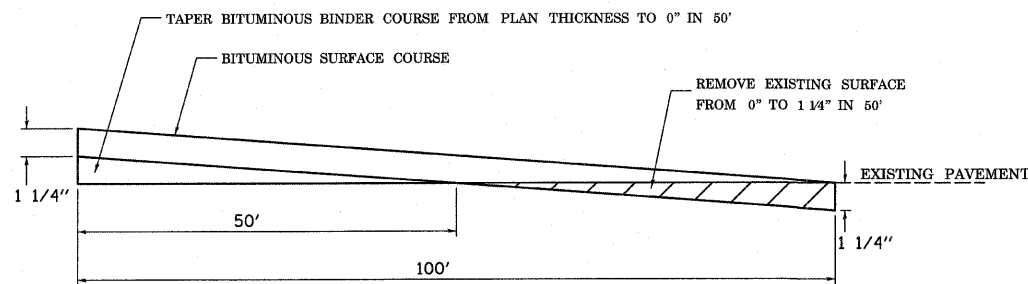 TAPER BITUMINOUS BINDER COURSE FROM PLAN THICKNESS TO 0" IN 50'
BITUMINOUS SURFACE COURSE
REMOVE EXISTING SURFACE
FROM 0" TO 1 1/4" IN 50'
EXISTING PAVEMENT
1 1/4"
50'
1 1/4"
100'